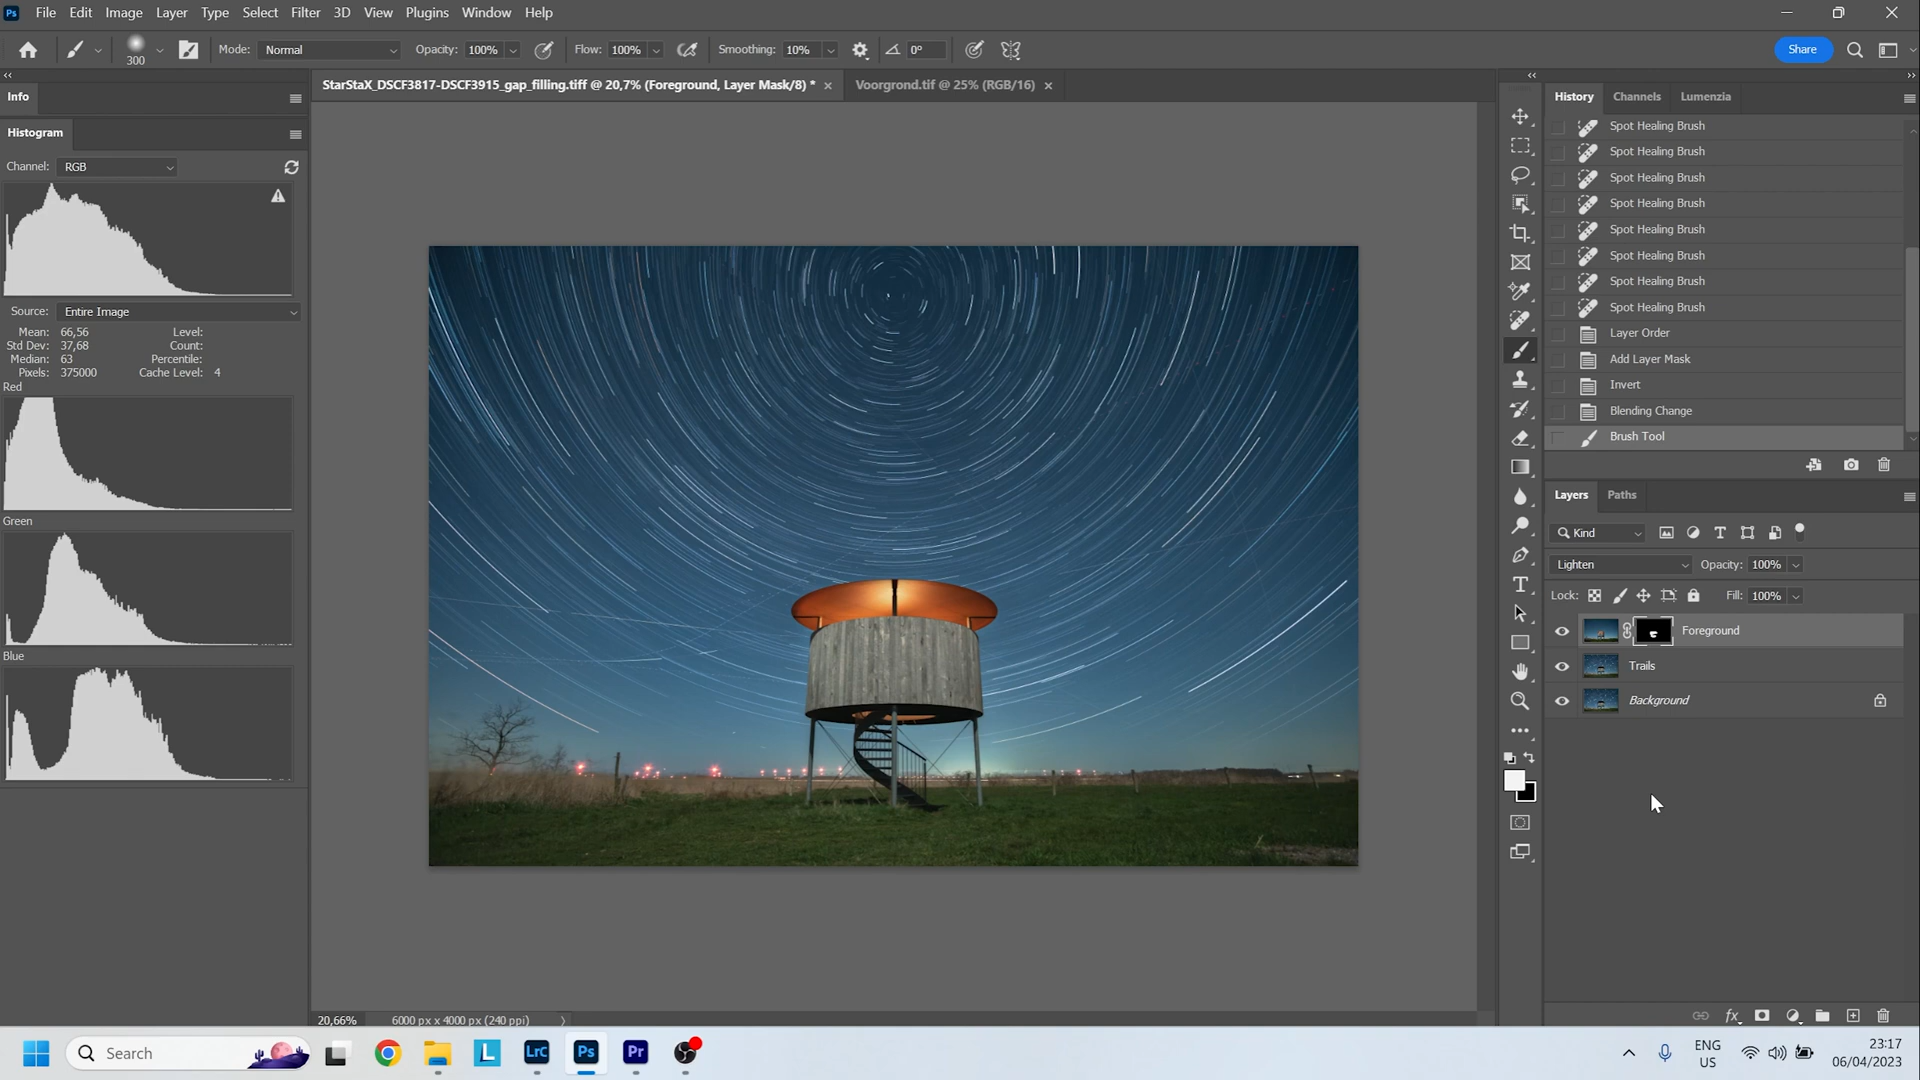 Ps File Edit Image Layer Type Select Filter 3D View Plugins Window Help
300 Mode: Normal Opacity: 100% Flow: 100% Smoothing: 10% 0° Share
StarStaX_DSCF3817-DSCF3915_gap_filling.tiff @ 20,7% (Foreground, Layer Mask/8) * Voorgrond.tif @ 25% (RGB/16)
Info
Histogram
Channel: RGB
Source: Entire Image
Mean: 66,56 Level:
Std Dev: 37,68 Count:
Median: 63 Percentile:
Pixels: 375000 Cache Level: 4
Red
Green
Blue
History Channels Lumenzia
Spot Healing Brush
Spot Healing Brush
Spot Healing Brush
Spot Healing Brush
Spot Healing Brush
Spot Healing Brush
Spot Healing Brush
Spot Healing Brush
Layer Order
Add Layer Mask
Invert
Blending Change
Brush Tool
Layers Paths
Kind
Lighten Opacity: 100%
Lock: Fill: 100%
Foreground
Trails
Background
fx
20,66% 6000 px x 4000 px (240 ppi)
Search L LrC Ps Pr
ENG
US
23:17
06/04/2023